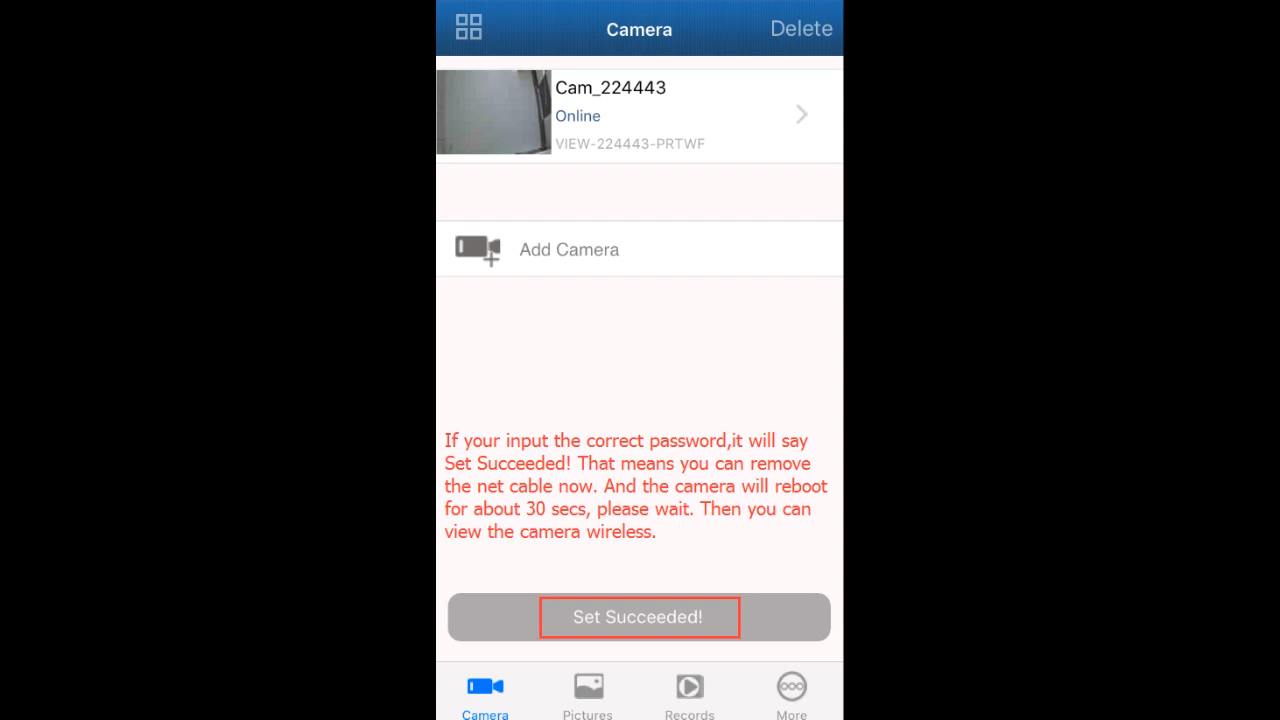 Camera
Delete
Cam_224443
Online
VIEW-224443-PRTWF
Add Camera
If your input the correct password,it will say
Set Succeeded! That means you can remove
the net cable now. And the camera will reboot
for about 30 secs, please wait. Then you can
view the camera wireless.
Set Succeeded!
Camera
Pictures
Records
More